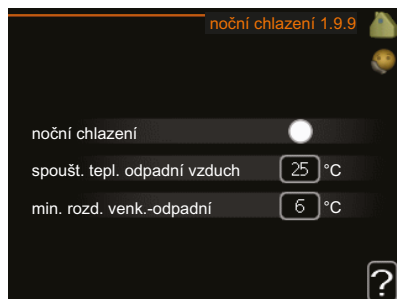 noční chlazení 1.9.9
noční chlazení
spoušt. tepl. odpadní vzduch 25 °C
min. rozd. venk.-odpadní 6 °C
?